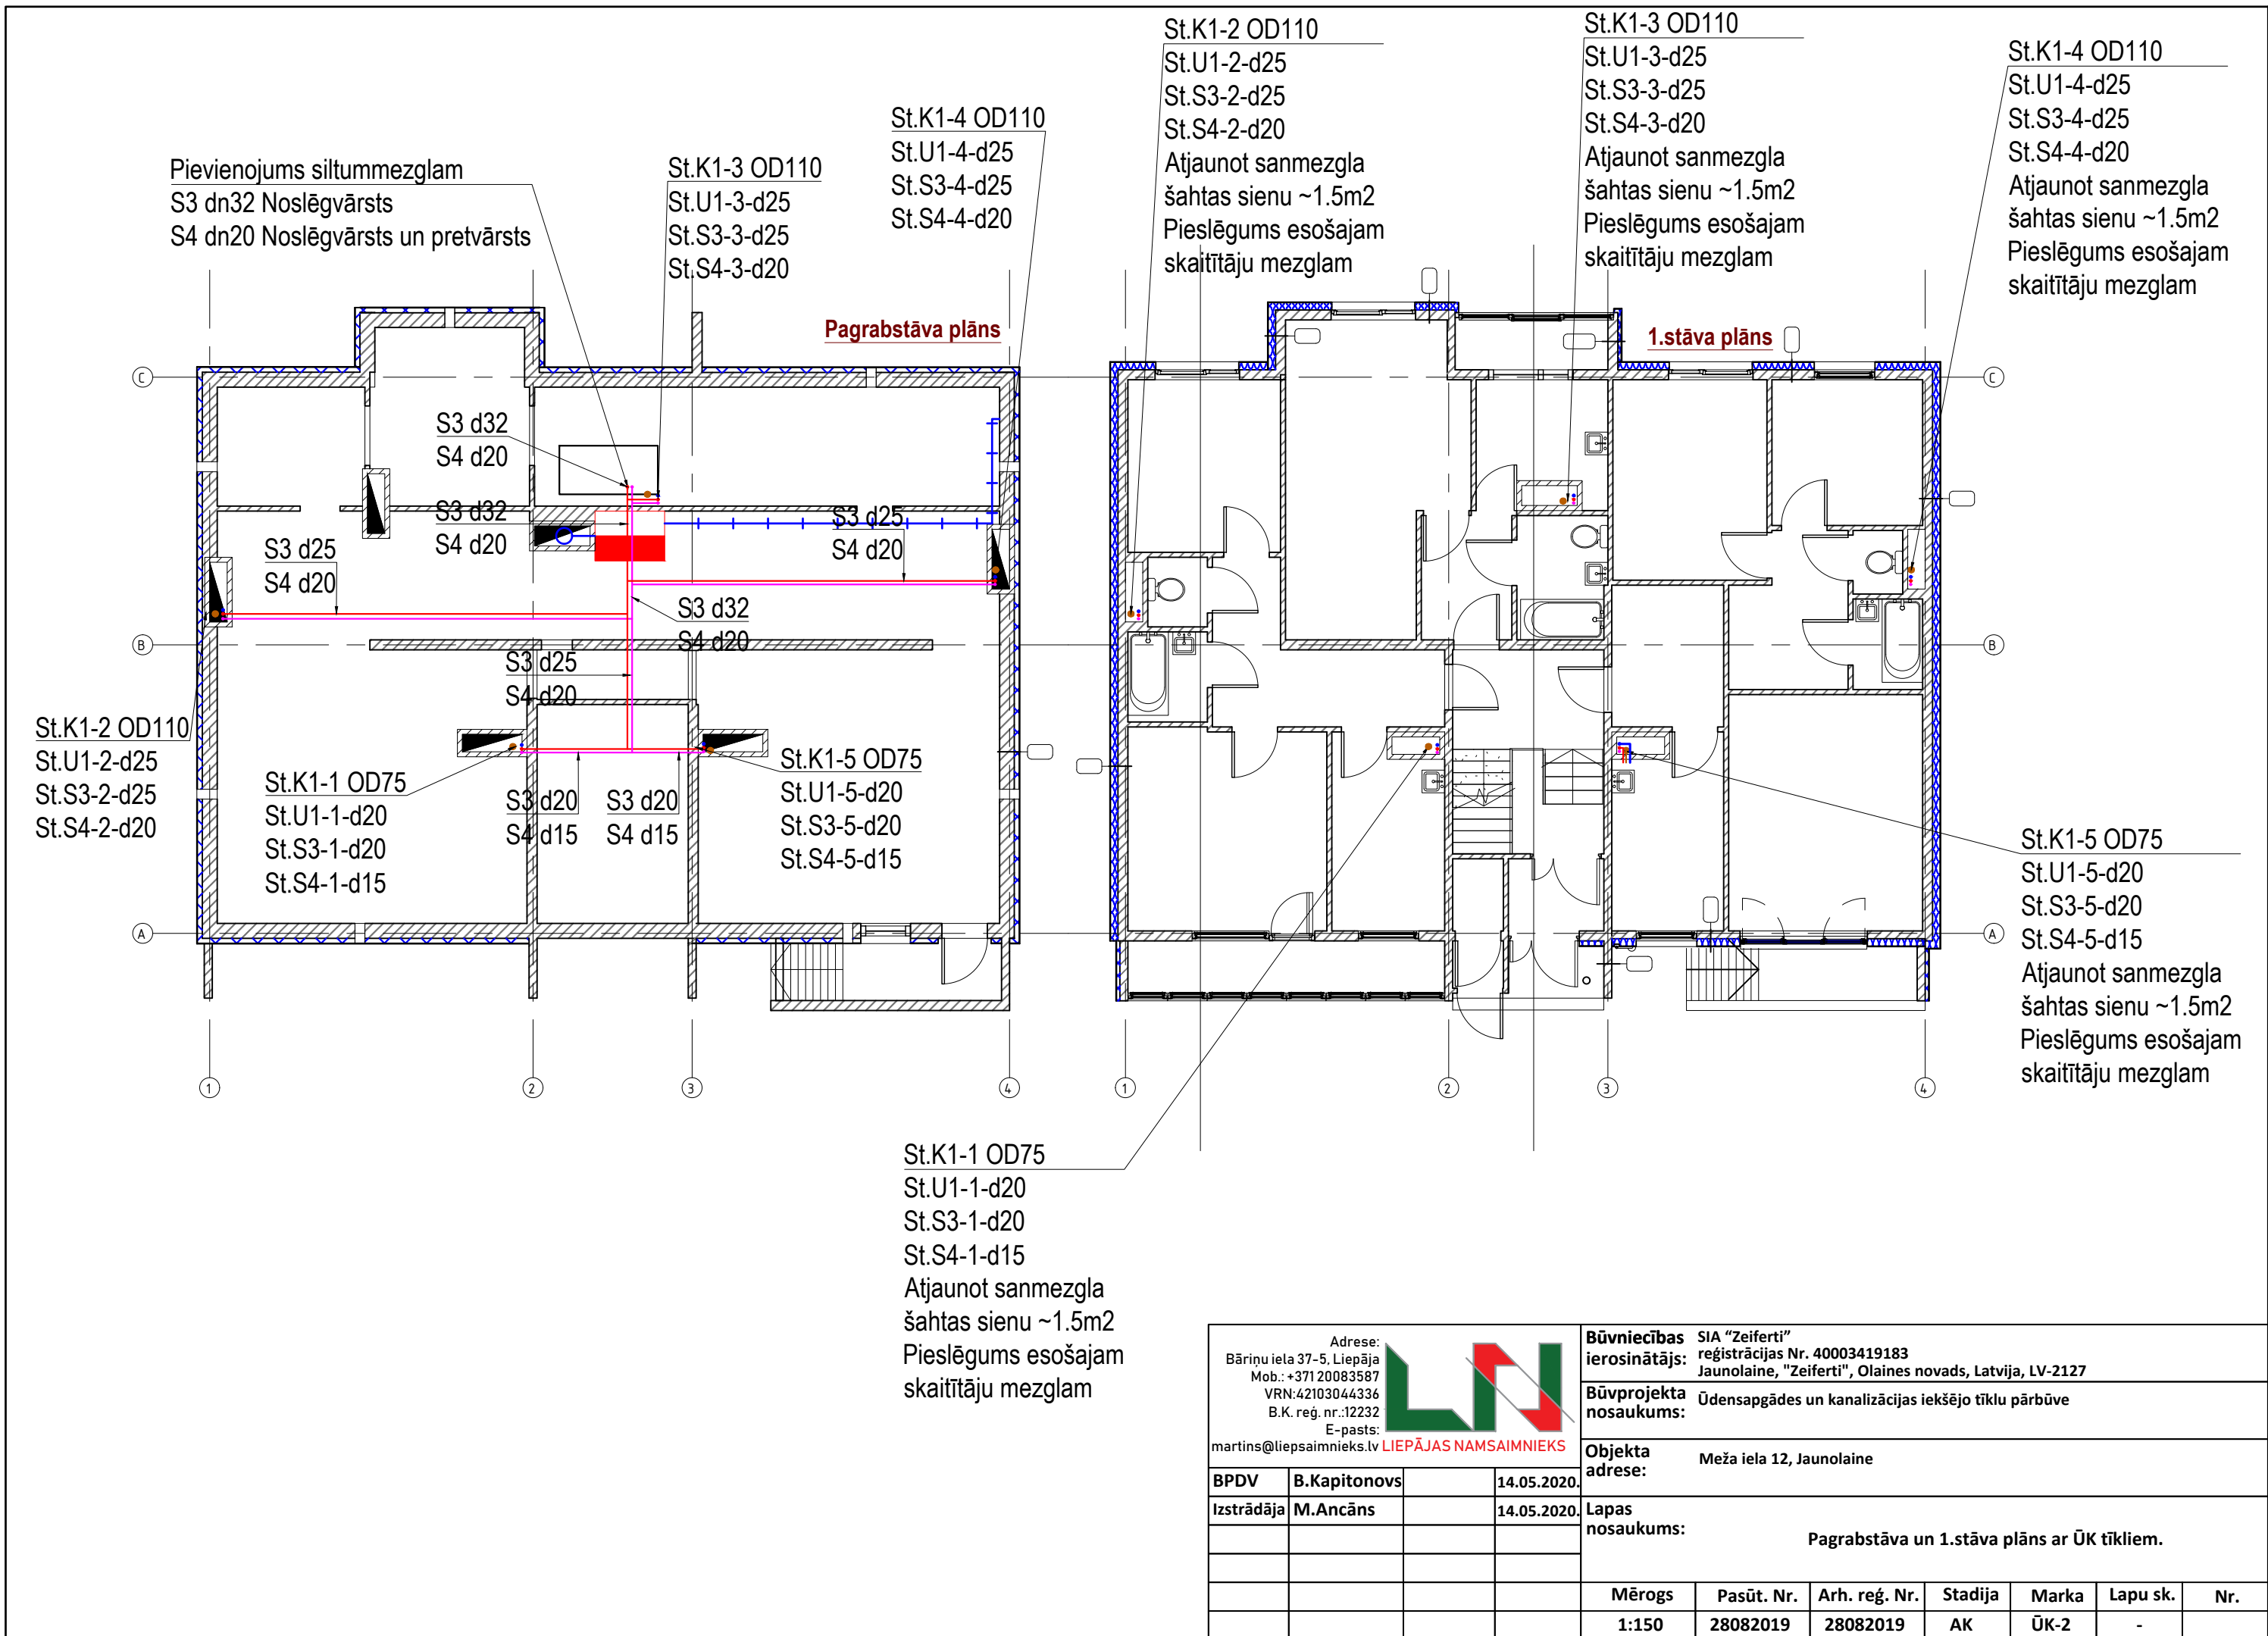 St.K1-2 OD110
St.U1-2-d25
St.S3-2-d25
St.S4-2-d20
Atjaunot sanmezgla
šahtas sienu ~1.5m2
Pieslēgums esošajam
skaitītāju mezglam
St.K1-3 OD110
St.U1-3-d25
St.S3-3-d25
St.S4-3-d20
Atjaunot sanmezgla
šahtas sienu ~1.5m2
Pieslēgums esošajam
skaitītāju mezglam
St.K1-4 OD110
St.U1-4-d25
St.S3-4-d25
St.S4-4-d20
Atjaunot sanmezgla
šahtas sienu ~1.5m2
Pieslēgums esošajam
skaitītāju mezglam
St.K1-4 OD110
St.U1-4-d25
St.S3-4-d25
St.S4-4-d20
Pievienojums siltummezglam
S3 dn32 Noslēgvārsts
S4 dn20 Noslēgvārsts un pretvārsts
St.K1-3 OD110
St.U1-3-d25
St.S3-3-d25
St.S4-3-d20
Pagrabstāva plāns
1.stāva plāns
C
C
S3 d32
S4 d20
S3 d32
S4 d20
S3 d25
S4 d20
S3 d25
S4 d20
S3 d32
S4 d20
B
B
S3 d25
S4 d20
St.K1-2 OD110
St.U1-2-d25
St.S3-2-d25
St.S4-2-d20
St.K1-1 OD75
St.U1-1-d20
St.S3-1-d20
St.S4-1-d15
S3 d20
S4 d15
S3 d20
S4 d15
St.K1-5 OD75
St.U1-5-d20
St.S3-5-d20
St.S4-5-d15
St.K1-5 OD75
St.U1-5-d20
St.S3-5-d20
St.S4-5-d15
Atjaunot sanmezgla
šahtas sienu ~1.5m2
Pieslēgums esošajam
skaitītāju mezglam
A
A
1
2
3
4
1
2
3
4
St.K1-1 OD75
St.U1-1-d20
St.S3-1-d20
St.S4-1-d15
Atjaunot sanmezgla
šahtas sienu ~1.5m2
Pieslēgums esošajam
skaitītāju mezglam
Adrese:
Bāriņu iela 37-5, Liepāja
Mob.: +371 20083587
VRN:42103044336
B.K. reģ. nr.:12232
E-pasts:
martins@liepsaimnieks.lv
LIEPĀJAS NAMSAIMNIEKS
Būvniecības ierosinātājs:
SIA “Zeiferti”
reģistrācijas Nr. 40003419183
Jaunolaine, "Zeiferti", Olaines novads, Latvija, LV-2127
Būvprojekta nosaukums:
Ūdensapgādes un kanalizācijas iekšējo tīklu pārbūve
Objekta adrese:
Meža iela 12, Jaunolaine
BPDV B.Kapitonovs 14.05.2020.
Izstrādāja M.Ancāns 14.05.2020.
Lapas nosaukums:
Pagrabstāva un 1.stāva plāns ar ŪK tīkliem.
Mērogs Pasūt. Nr. Arh. reģ. Nr. Stadija Marka Lapu sk. Nr.
1:150 28082019 28082019 AK ŪK-2 -